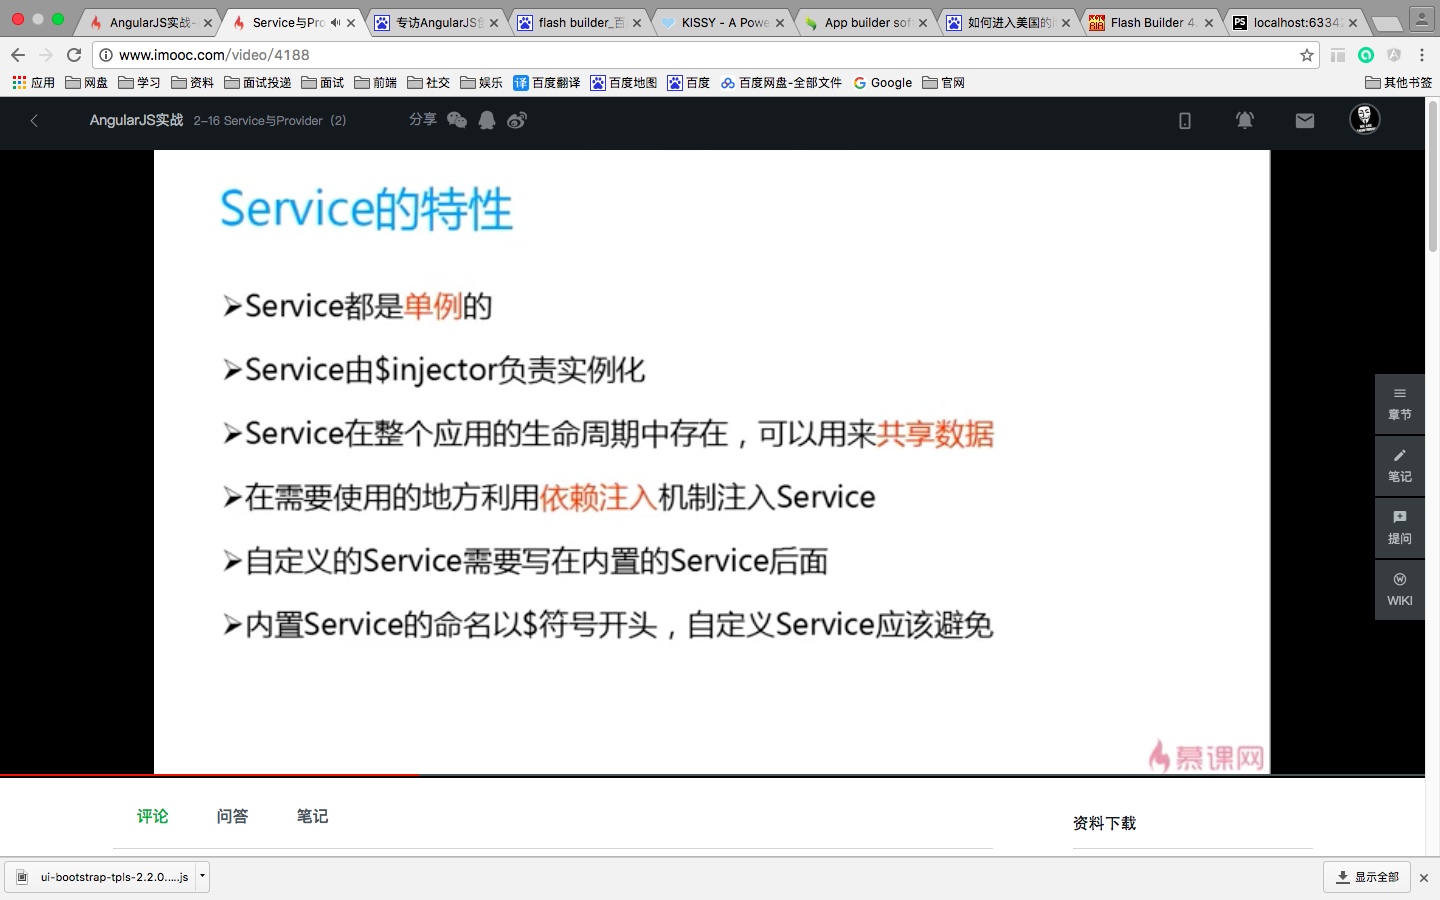 AngularJS实战-
Service与Pro
专访AngularJS
flash builder_百
KISSY - A Powe
App builder sof
如何进入美国的i
Flash Builder 4.
localhost:6334
www.imooc.com/video/4188
应用 网盘 学习 资料 面试投递 面试 前端 社交 娱乐 百度翻译 百度地图 百度 百度网盘-全部文件 Google 官网 其他书签
AngularJS实战 2-16 Service与Provider (2) 分享
Service的特性
➢Service都是单例的
➢Service由$injector负责实例化
➢Service在整个应用的生命周期中存在，可以用来共享数据
➢在需要使用的地方利用依赖注入机制注入Service
➢自定义的Service需要写在内置的Service后面
➢内置Service的命名以$符号开头，自定义Service应该避免
慕课网
章节
笔记
提问
WIKI
评论 问答 笔记
资料下载
ui-bootstrap-tpls-2.2.0.....js
显示全部